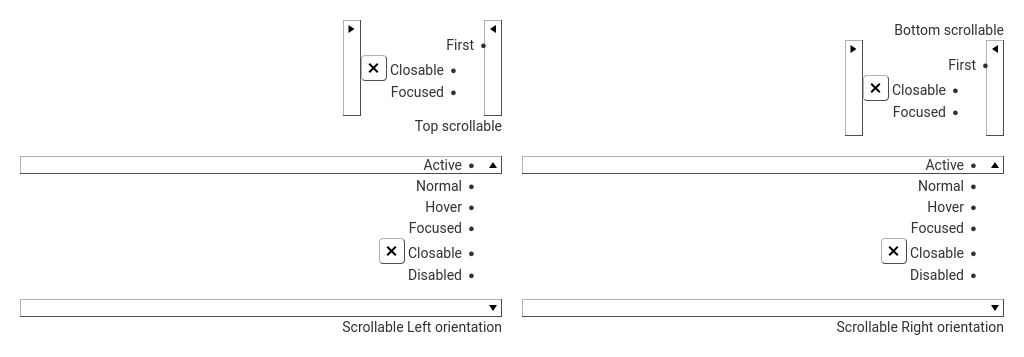 First
Closable
Focused
Top scrollable
Bottom scrollable
First
Closable
Focused
Active
Normal
Hover
Focused
Closable
Disabled
Scrollable Left orientation
Active
Normal
Hover
Focused
Closable
Disabled
Scrollable Right orientation